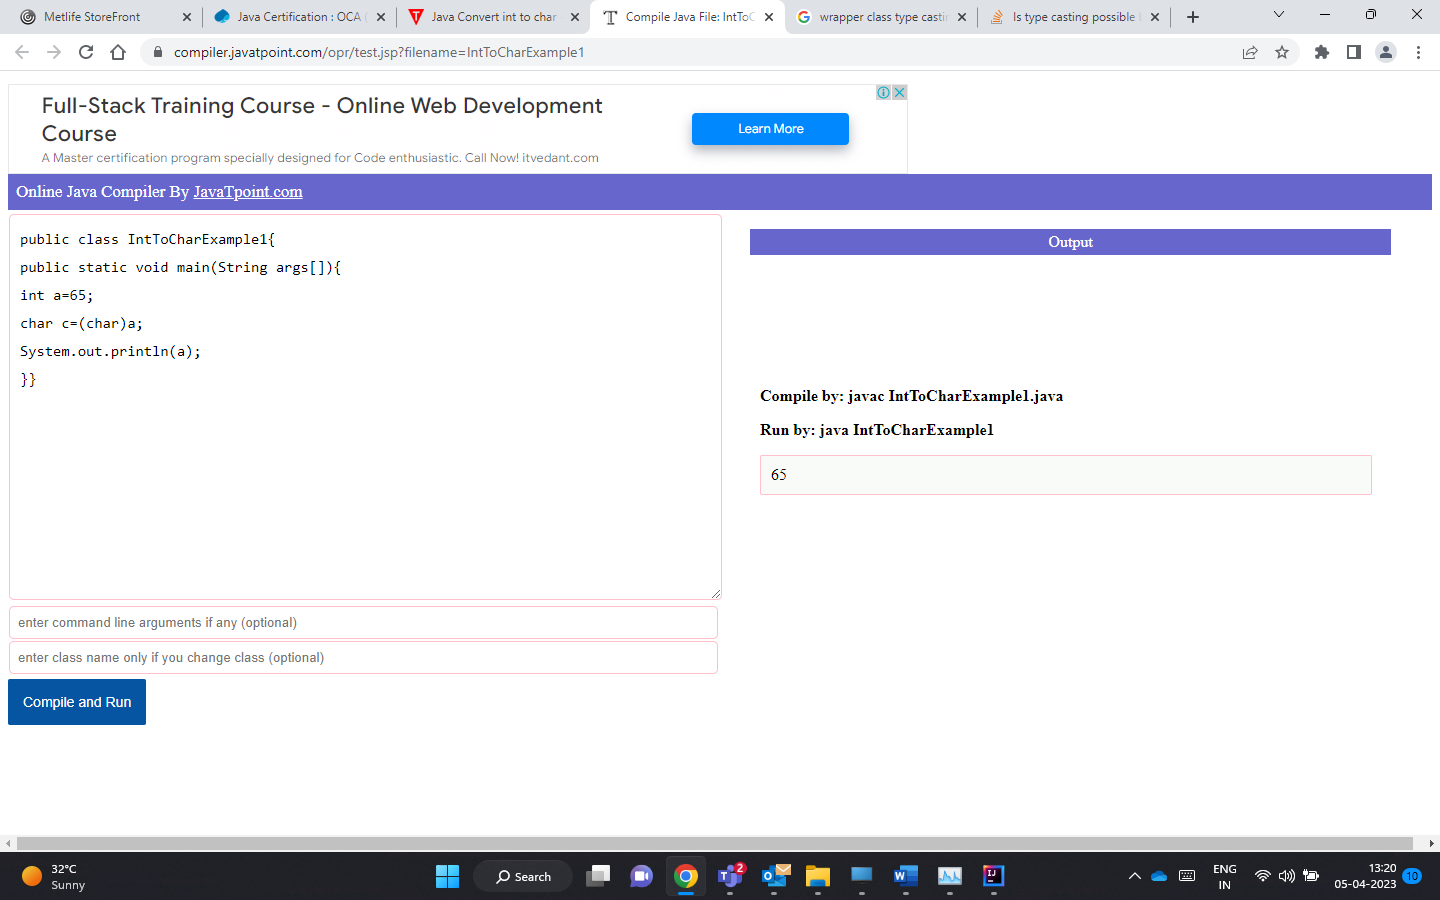 Metlife StoreFront
Java Certification : OCA
Java Convert int to char
Compile Java File: IntToC
wrapper class type casti
Is type casting possible
compiler.javatpoint.com/opr/test.jsp?filename=IntToCharExample1
Full-Stack Training Course - Online Web Development
Course
A Master certification program specially designed for Code enthusiastic. Call Now! itvedant.com
Learn More
Online Java Compiler By JavaTpoint.com
public class IntToCharExample1{
public static void main(String args[]){
int a=65;
char c=(char)a;
System.out.println(a);
}}
Output
Compile by: javac IntToCharExample1.java
Run by: java IntToCharExample1
65
enter command line arguments if any (optional)
enter class name only if you change class (optional)
Compile and Run
32°C
Sunny
Search
2
ENG
IN
13:20
05-04-2023
10